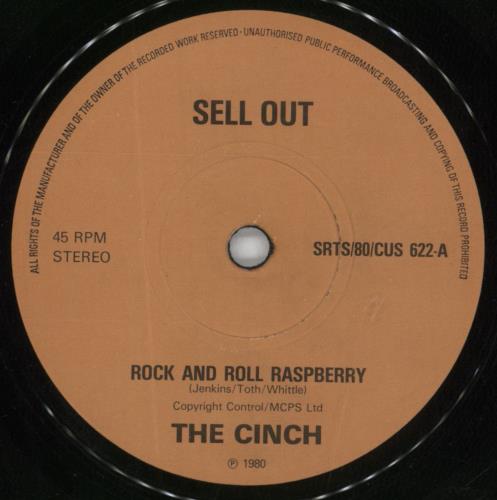 ALL RIGHTS OF THE MANUFACTURER AND OF THE OWNER OF THE RECORDED WORK RESERVED - UNAUTHORISED PUBLIC PERFORMANCE BROADCASTING AND COPYING OF THIS RECORD PROHIBITED
SELL OUT
45 RPM
STEREO
SRTS/80/CUS 622-A
ROCK AND ROLL RASPBERRY
(Jenkins/Toth/Whittle)
Copyright Control/MCPS Ltd
THE CINCH
℗ 1980